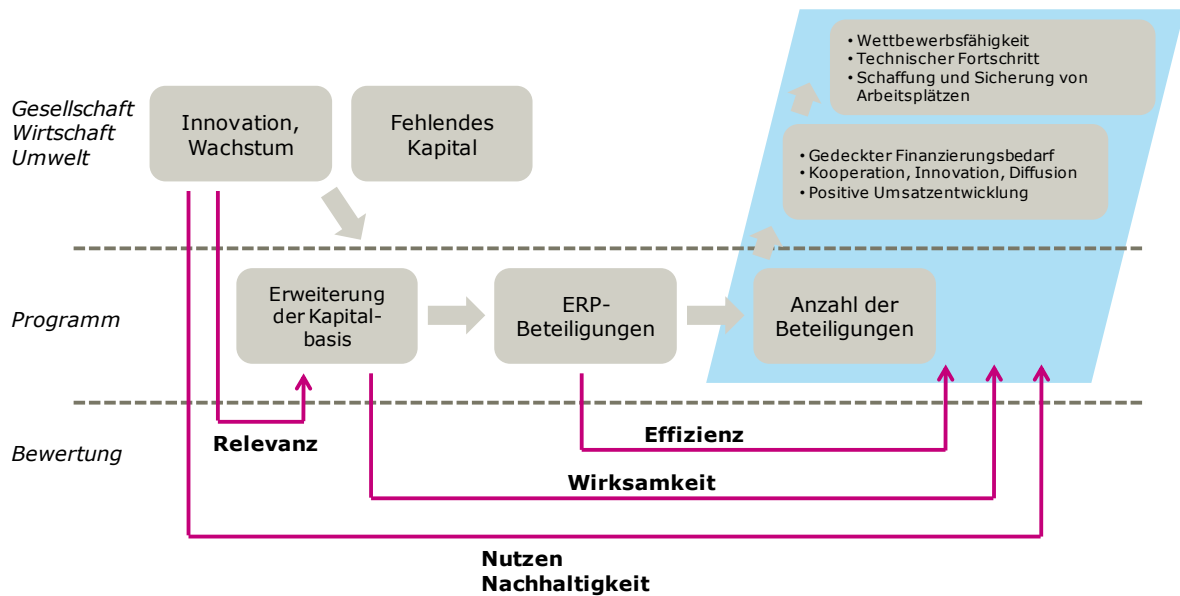 • Wettbewerbsfähigkeit
• Technischer Fortschritt
• Schaffung und Sicherung von
Arbeitsplätzen
Gesellschaft
Wirtschaft
Umwelt
Innovation,
Wachstum
Fehlendes
Kapital
• Gedeckter Finanzierungsbedarf
• Kooperation, Innovation, Diffusion
• Positive Umsatzentwicklung
Programm
Erweiterung
der Kapital-
basis
ERP-
Beteiligungen
Anzahl der
Beteiligungen
Bewertung
Relevanz
Effizienz
Wirksamkeit
Nutzen
Nachhaltigkeit